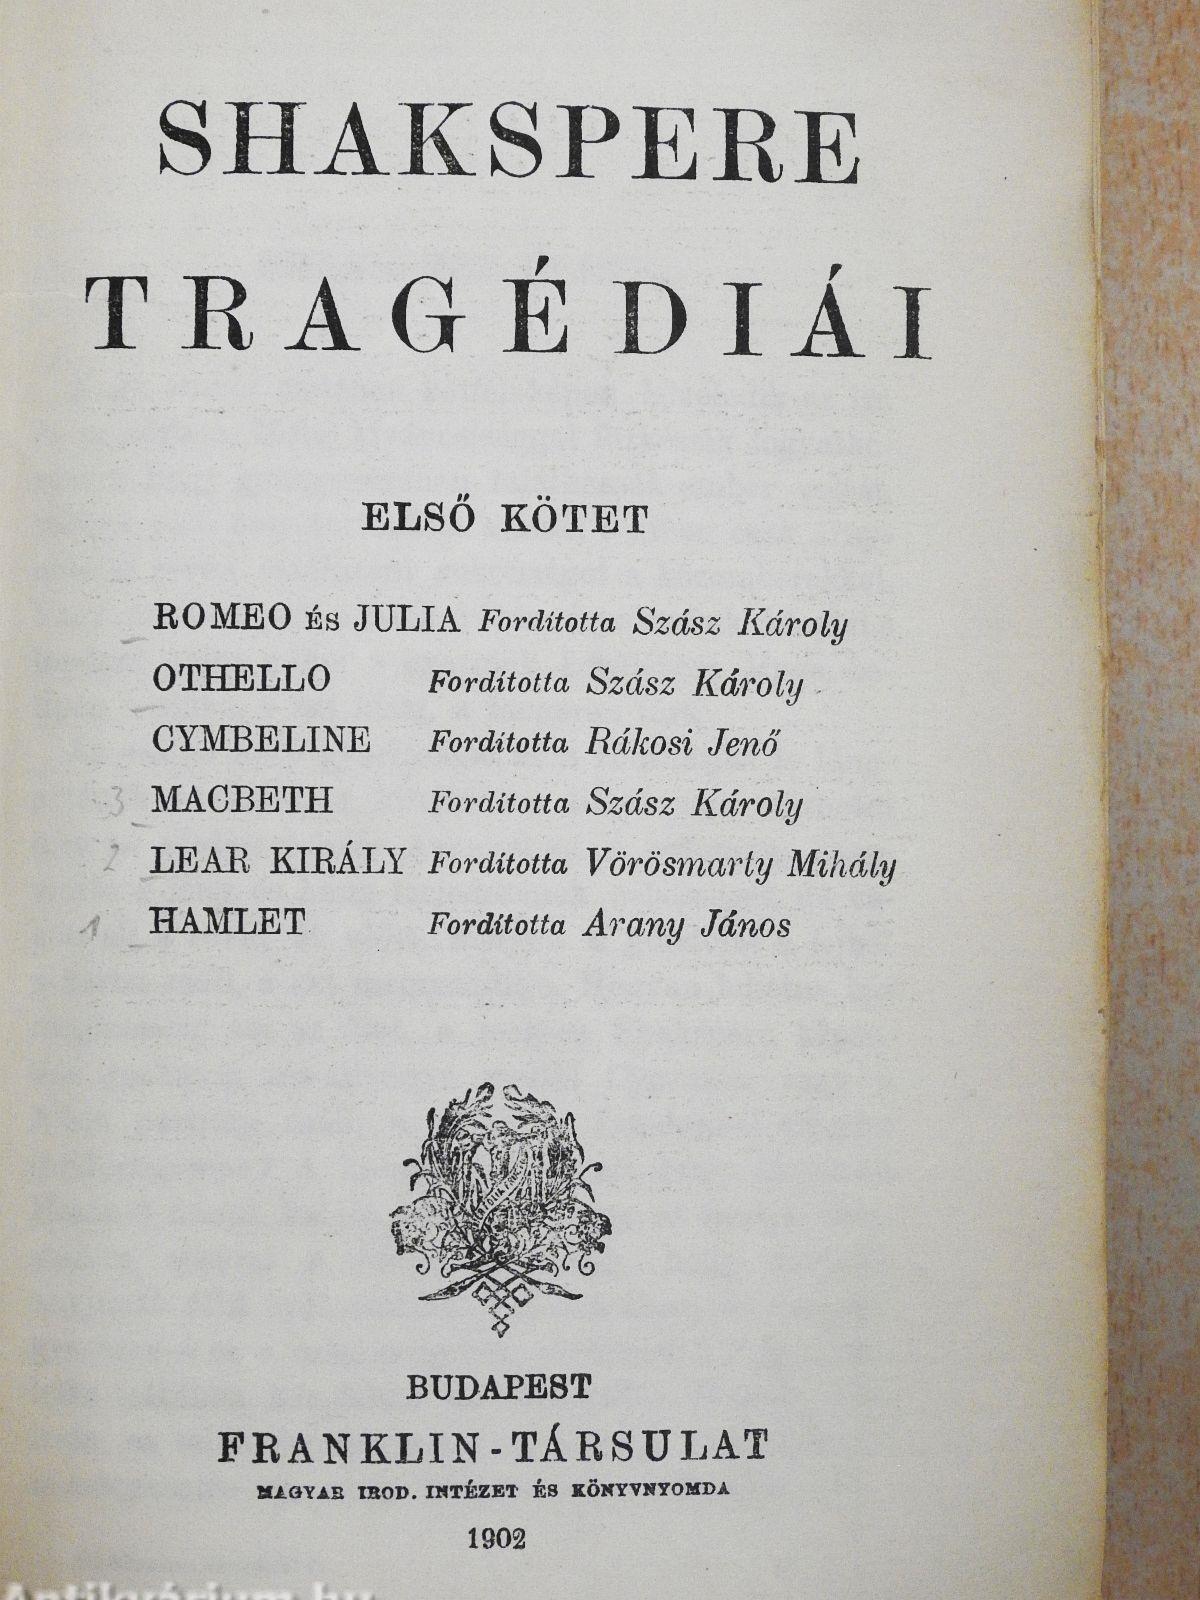 SHAKSPERE
TRAGÉDIÁI
ELSŐ KÖTET
ROMEO ÉS JULIA Fordította Szász Károly
OTHELLO Fordította Szász Károly
CYMBELINE Fordította Rákosi Jenő
3 MACBETH Fordította Szász Károly
2 LEAR KIRÁLY Fordította Vörösmarty Mihály
1 HAMLET Fordította Arany János
BUDAPEST
FRANKLIN-TÁRSULAT
MAGYAR IROD. INTÉZET ÉS KÖNYVNYOMDA
1902
Antikvárium.hu